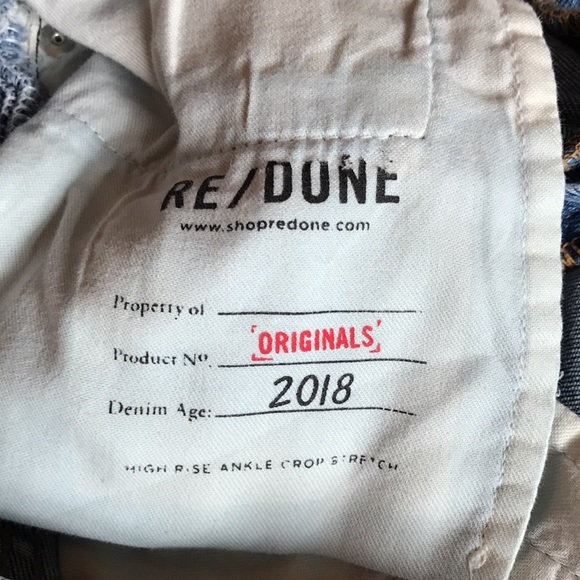 RE/DONE
www.shopredone.com
Property of
Product No. ORIGINALS
Denim Age: 2018
HIGH RISE ANKLE CROP STRETCH